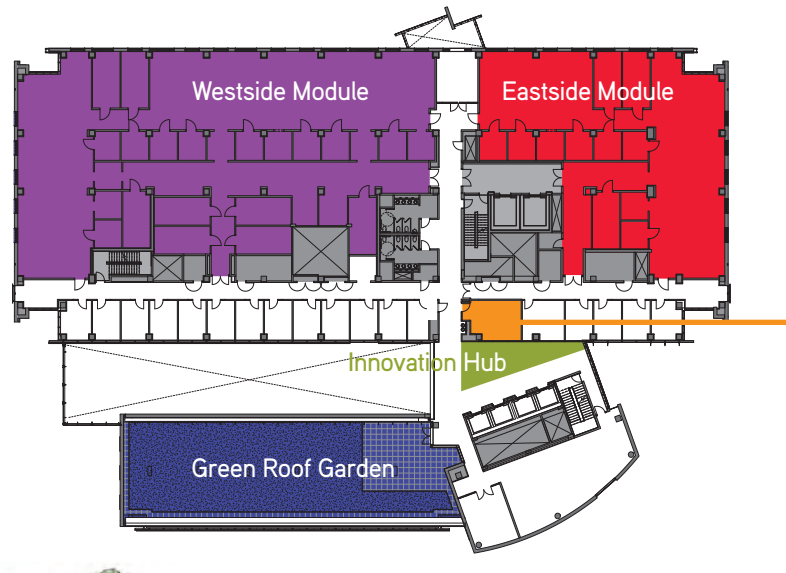 Westside Module
Eastside Module
Innovation Hub
Green Roof Garden